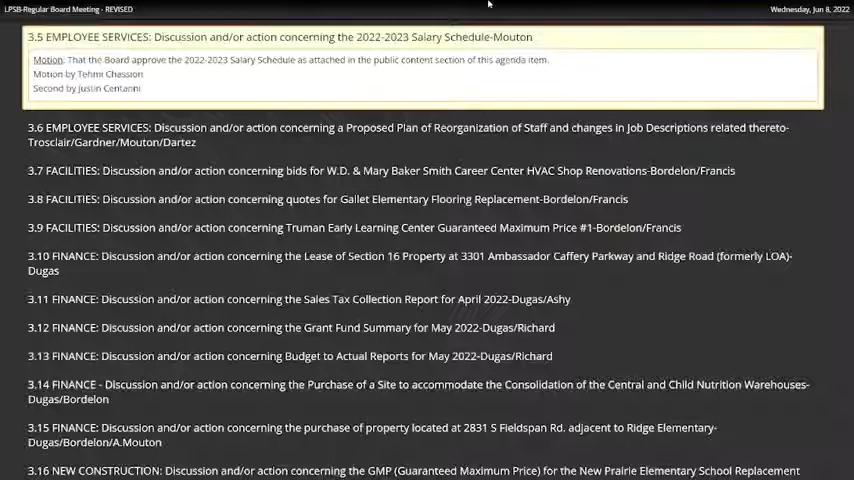 LPSB-Regular Board Meeting - REVISED
Wednesday, Jun 8, 2022
3.5 EMPLOYEE SERVICES: Discussion and/or action concerning the 2022-2023 Salary Schedule-Mouton
Motion: That the Board approve the 2022-2023 Salary Schedule as attached in the public content section of this agenda item.
Motion by Tehmi Chassion
Second by Justin Centanni
3.6 EMPLOYEE SERVICES: Discussion and/or action concerning a Proposed Plan of Reorganization of Staff and changes in Job Descriptions related thereto-
Trosclair/Gardner/Mouton/Dartez
3.7 FACILITIES: Discussion and/or action concerning bids for W.D. & Mary Baker Smith Career Center HVAC Shop Renovations-Bordelon/Francis
3.8 FACILITIES: Discussion and/or action concerning quotes for Gallet Elementary Flooring Replacement-Bordelon/Francis
3.9 FACILITIES: Discussion and/or action concerning Truman Early Learning Center Guaranteed Maximum Price #1-Bordelon/Francis
3.10 FINANCE: Discussion and/or action concerning the Lease of Section 16 Property at 3301 Ambassador Caffery Parkway and Ridge Road (formerly LOA)-
Dugas
3.11 FINANCE: Discussion and/or action concerning the Sales Tax Collection Report for April 2022-Dugas/Ashy
3.12 FINANCE: Discussion and/or action concerning the Grant Fund Summary for May 2022-Dugas/Richard
3.13 FINANCE: Discussion and/or action concerning Budget to Actual Reports for May 2022-Dugas/Richard
3.14 FINANCE - Discussion and/or action concerning the Purchase of a Site to accommodate the Consolidation of the Central and Child Nutrition Warehouses-
Dugas/Bordelon
3.15 FINANCE: Discussion and/or action concerning the purchase of property located at 2831 S Fieldspan Rd. adjacent to Ridge Elementary-
Dugas/Bordelon/A.Mouton
3.16 NEW CONSTRUCTION: Discussion and/or action concerning the GMP (Guaranteed Maximum Price) for the New Prairie Elementary School Replacement